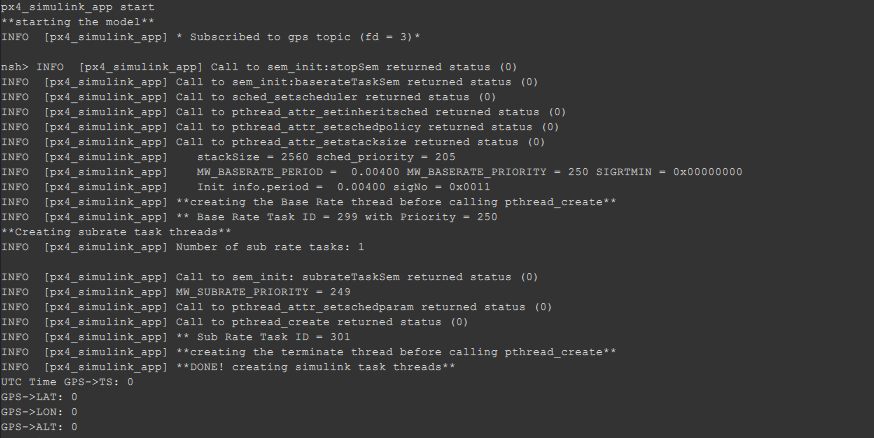 px4_simulink_app start
**starting the model**
INFO  [px4_simulink_app] * Subscribed to gps topic (fd = 3)*
nsh> INFO  [px4_simulink_app] Call to sem_init:stopSem returned status (0)
INFO  [px4_simulink_app] Call to sem_init:baserateTaskSem returned status (0)
INFO  [px4_simulink_app] Call to sched_setscheduler returned status (0)
INFO  [px4_simulink_app] Call to pthread_attr_setinheritsched returned status (0)
INFO  [px4_simulink_app] Call to pthread_attr_setschedpolicy returned status (0)
INFO  [px4_simulink_app] Call to pthread_attr_setstacksize returned status (0)
INFO  [px4_simulink_app]    stackSize = 2560 sched_priority = 205
INFO  [px4_simulink_app]    MW_BASERATE_PERIOD =  0.00400 MW_BASERATE_PRIORITY = 250 SIGRTMIN = 0x00000000
INFO  [px4_simulink_app]    Init info.period =  0.00400 sigNo = 0x0011
INFO  [px4_simulink_app] **creating the Base Rate thread before calling pthread_create**
INFO  [px4_simulink_app] ** Base Rate Task ID = 299 with Priority = 250
**Creating subrate task threads**
INFO  [px4_simulink_app] Number of sub rate tasks: 1
INFO  [px4_simulink_app] Call to sem_init: subrateTaskSem returned status (0)
INFO  [px4_simulink_app] MW_SUBRATE_PRIORITY = 249
INFO  [px4_simulink_app] Call to pthread_attr_setschedparam returned status (0)
INFO  [px4_simulink_app] Call to pthread_create returned status (0)
INFO  [px4_simulink_app] ** Sub Rate Task ID = 301
INFO  [px4_simulink_app] **creating the terminate thread before calling pthread_create**
INFO  [px4_simulink_app] **DONE! creating simulink task threads**
UTC Time GPS->TS: 0
GPS->LAT: 0
GPS->LON: 0
GPS->ALT: 0